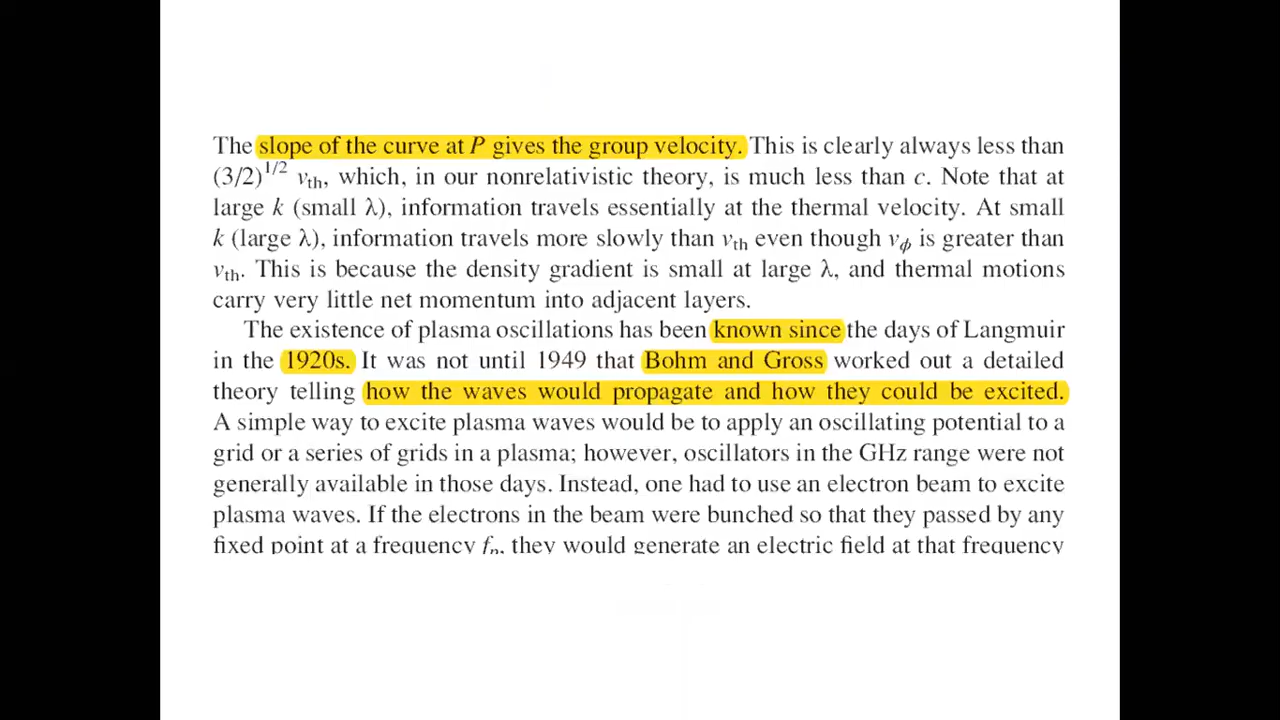 The slope of the curve at P gives the group velocity. This is clearly always less than
(3/2)^1/2 v_th, which, in our nonrelativistic theory, is much less than c. Note that at
large k (small λ), information travels essentially at the thermal velocity. At small
k (large λ), information travels more slowly than v_th even though v_ϕ is greater than
v_th. This is because the density gradient is small at large λ, and thermal motions
carry very little net momentum into adjacent layers.
The existence of plasma oscillations has been known since the days of Langmuir
in the 1920s. It was not until 1949 that Bohm and Gross worked out a detailed
theory telling how the waves would propagate and how they could be excited.
A simple way to excite plasma waves would be to apply an oscillating potential to a
grid or a series of grids in a plasma; however, oscillators in the GHz range were not
generally available in those days. Instead, one had to use an electron beam to excite
plasma waves. If the electrons in the beam were bunched so that they passed by any
fixed point at a frequency f_p, they would generate an electric field at that frequency